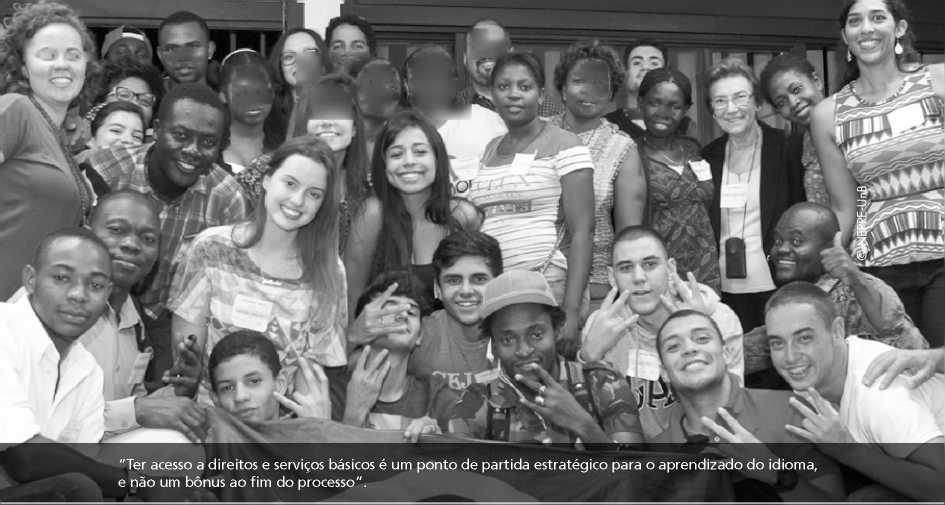 “Ter acesso a direitos e serviços básicos é um ponto de partida estratégico para o aprendizado do idioma,
e não um bônus ao fim do processo”.
©UNEPPE-UnB